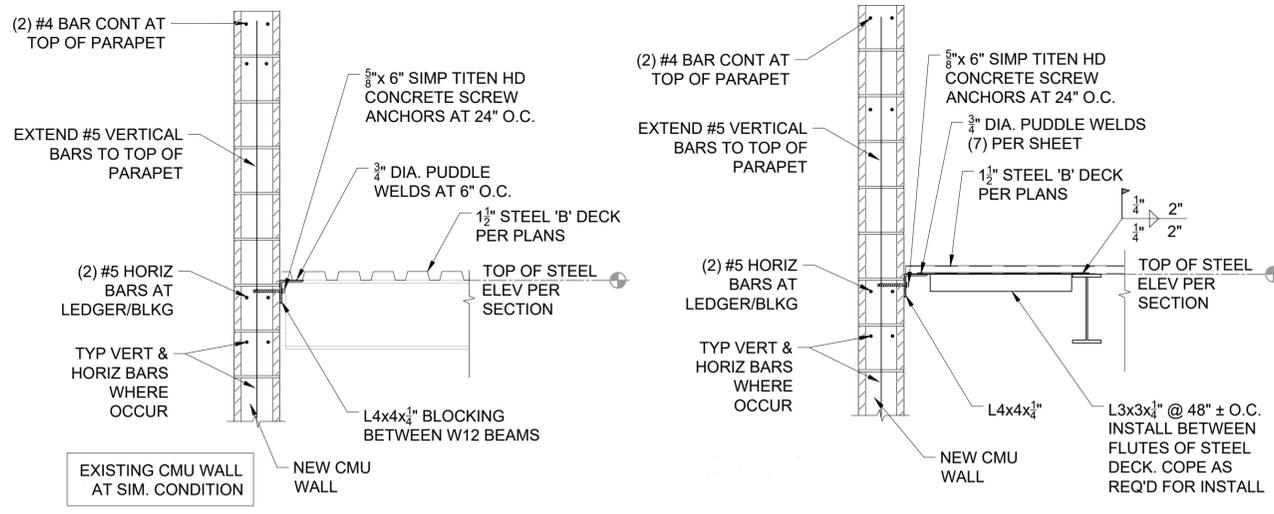 (2) #4 BAR CONT AT
TOP OF PARAPET
5/8"x 6" SIMP TITEN HD
CONCRETE SCREW
ANCHORS AT 24" O.C.
EXTEND #5 VERTICAL
BARS TO TOP OF
PARAPET
3/4" DIA. PUDDLE
WELDS AT 6" O.C.
1 1/2" STEEL 'B' DECK
PER PLANS
(2) #5 HORIZ
BARS AT
LEDGER/BLKG
TOP OF STEEL
ELEV PER
SECTION
TYP VERT &
HORIZ BARS
WHERE
OCCUR
L4x4x1/4" BLOCKING
BETWEEN W12 BEAMS
EXISTING CMU WALL
AT SIM. CONDITION
NEW CMU
WALL
(2) #4 BAR CONT AT
TOP OF PARAPET
5/8"x 6" SIMP TITEN HD
CONCRETE SCREW
ANCHORS AT 24" O.C.
EXTEND #5 VERTICAL
BARS TO TOP OF
PARAPET
3/4" DIA. PUDDLE WELDS
(7) PER SHEET
1 1/2" STEEL 'B' DECK
PER PLANS
1/4" 2"
1/4" 2"
(2) #5 HORIZ
BARS AT
LEDGER/BLKG
TOP OF STEEL
ELEV PER
SECTION
TYP VERT &
HORIZ BARS
WHERE
OCCUR
L4x4x1/4"
L3x3x1/4" @ 48" ± O.C.
INSTALL BETWEEN
FLUTES OF STEEL
DECK. COPE AS
REQ'D FOR INSTALL
NEW CMU
WALL